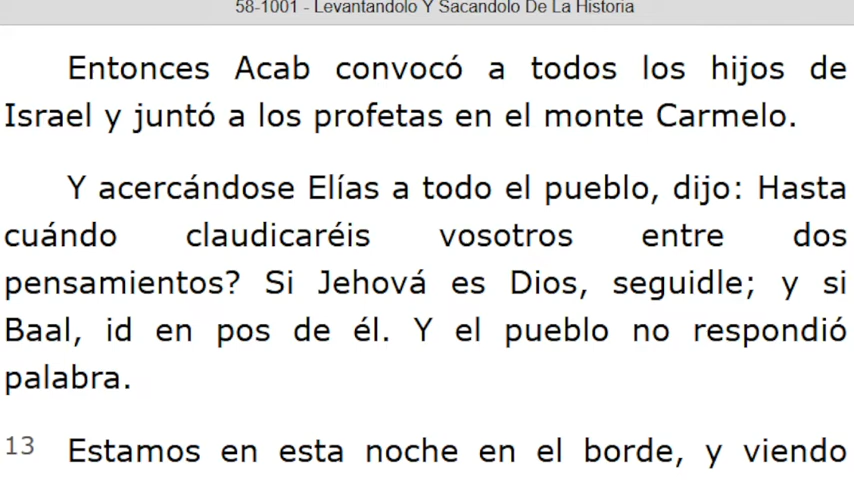 58-1001 - Levantandolo Y Sacandolo De La Historia
Entonces Acab convocó a todos los hijos de
Israel y juntó a los profetas en el monte Carmelo.
Y acercándose Elías a todo el pueblo, dijo: Hasta
cuándo claudicaréis vosotros entre dos
pensamientos? Si Jehová es Dios, seguidle; y si
Baal, id en pos de él. Y el pueblo no respondió
palabra.
13 Estamos en esta noche en el borde, y viendo